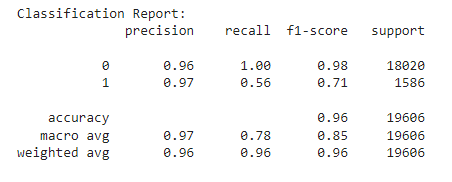 Classification Report:
precision recall f1-score support
0 0.96 1.00 0.98 18020
1 0.97 0.56 0.71 1586
accuracy 0.96 19606
macro avg 0.97 0.78 0.85 19606
weighted avg 0.96 0.96 0.96 19606